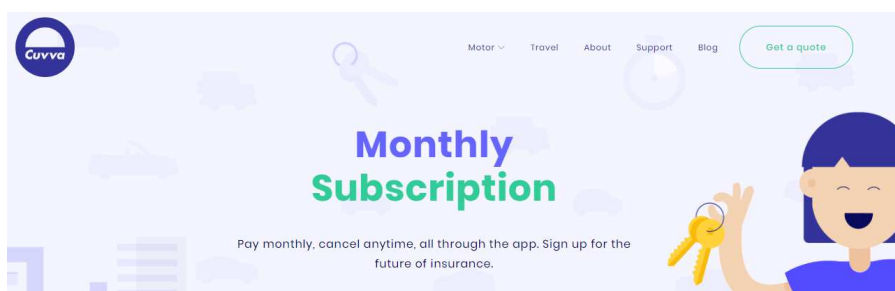 Cuvva
Motor
Travel
About
Support
Blog
Get a quote
Monthly
Subscription
Pay monthly, cancel anytime, all through the app. Sign up for the
future of insurance.